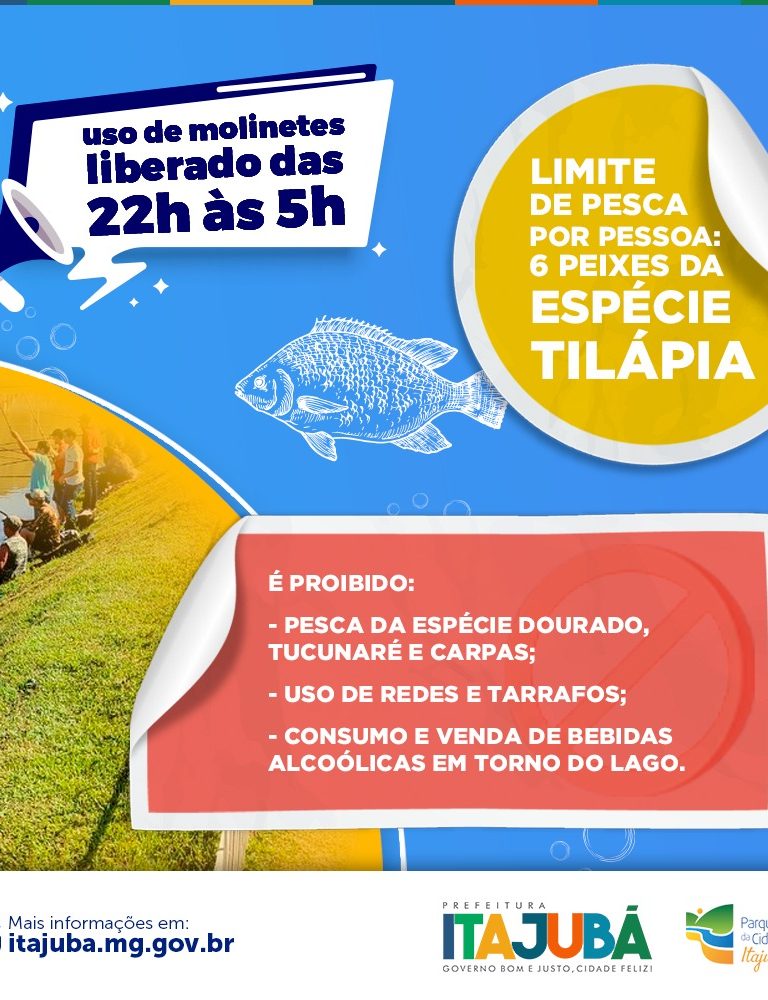 uso de molinetes
liberado das
22h às 5h
LIMITE
DE PESCA
POR PESSOA:
6 PEIXES DA
ESPÉCIE
TILÁPIA
É PROIBIDO:
- PESCA DA ESPÉCIE DOURADO,
TUCUNARÉ E CARPAS;
- USO DE REDES E TARRAFOS;
- CONSUMO E VENDA DE BEBIDAS
ALCOÓLICAS EM TORNO DO LAGO.
Mais informações em:
itajuba.mg.gov.br
PREFEITURA
ITAJUBÁ
GOVERNO BOM E JUSTO, CIDADE FELIZ!
Parqu
da Cid
Itaju